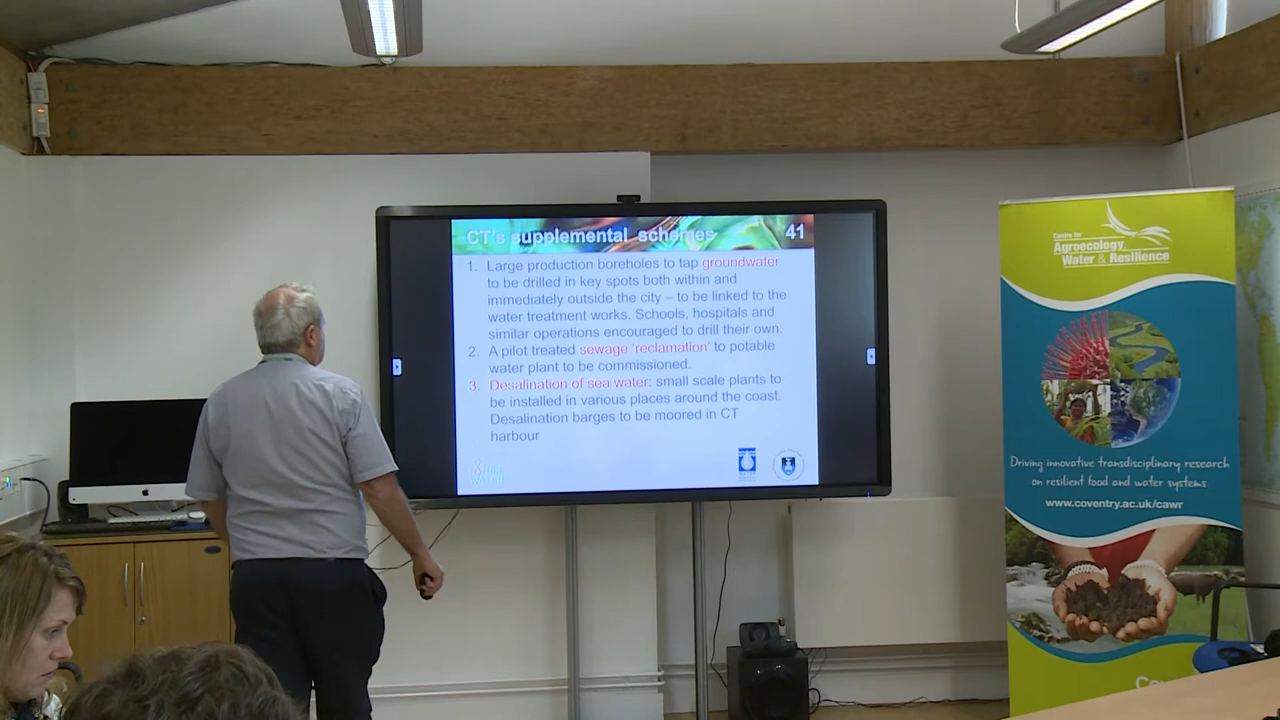 CT's supplemental schemes 41
1. Large production boreholes to tap groundwater
to be drilled in key spots both within and
immediately outside the city – to be linked to the
water treatment works. Schools, hospitals and
similar operations encouraged to drill their own.
2. A pilot treated sewage 'reclamation' to potable
water plant to be commissioned.
3. Desalination of sea water: small scale plants to
be installed in various places around the coast.
Desalination barges to be moored in CT
harbour
Centre for
Agroecology,
Water & Resilience
Driving innovative transdisciplinary research
on resilient food and water systems
www.coventry.ac.uk/cawr